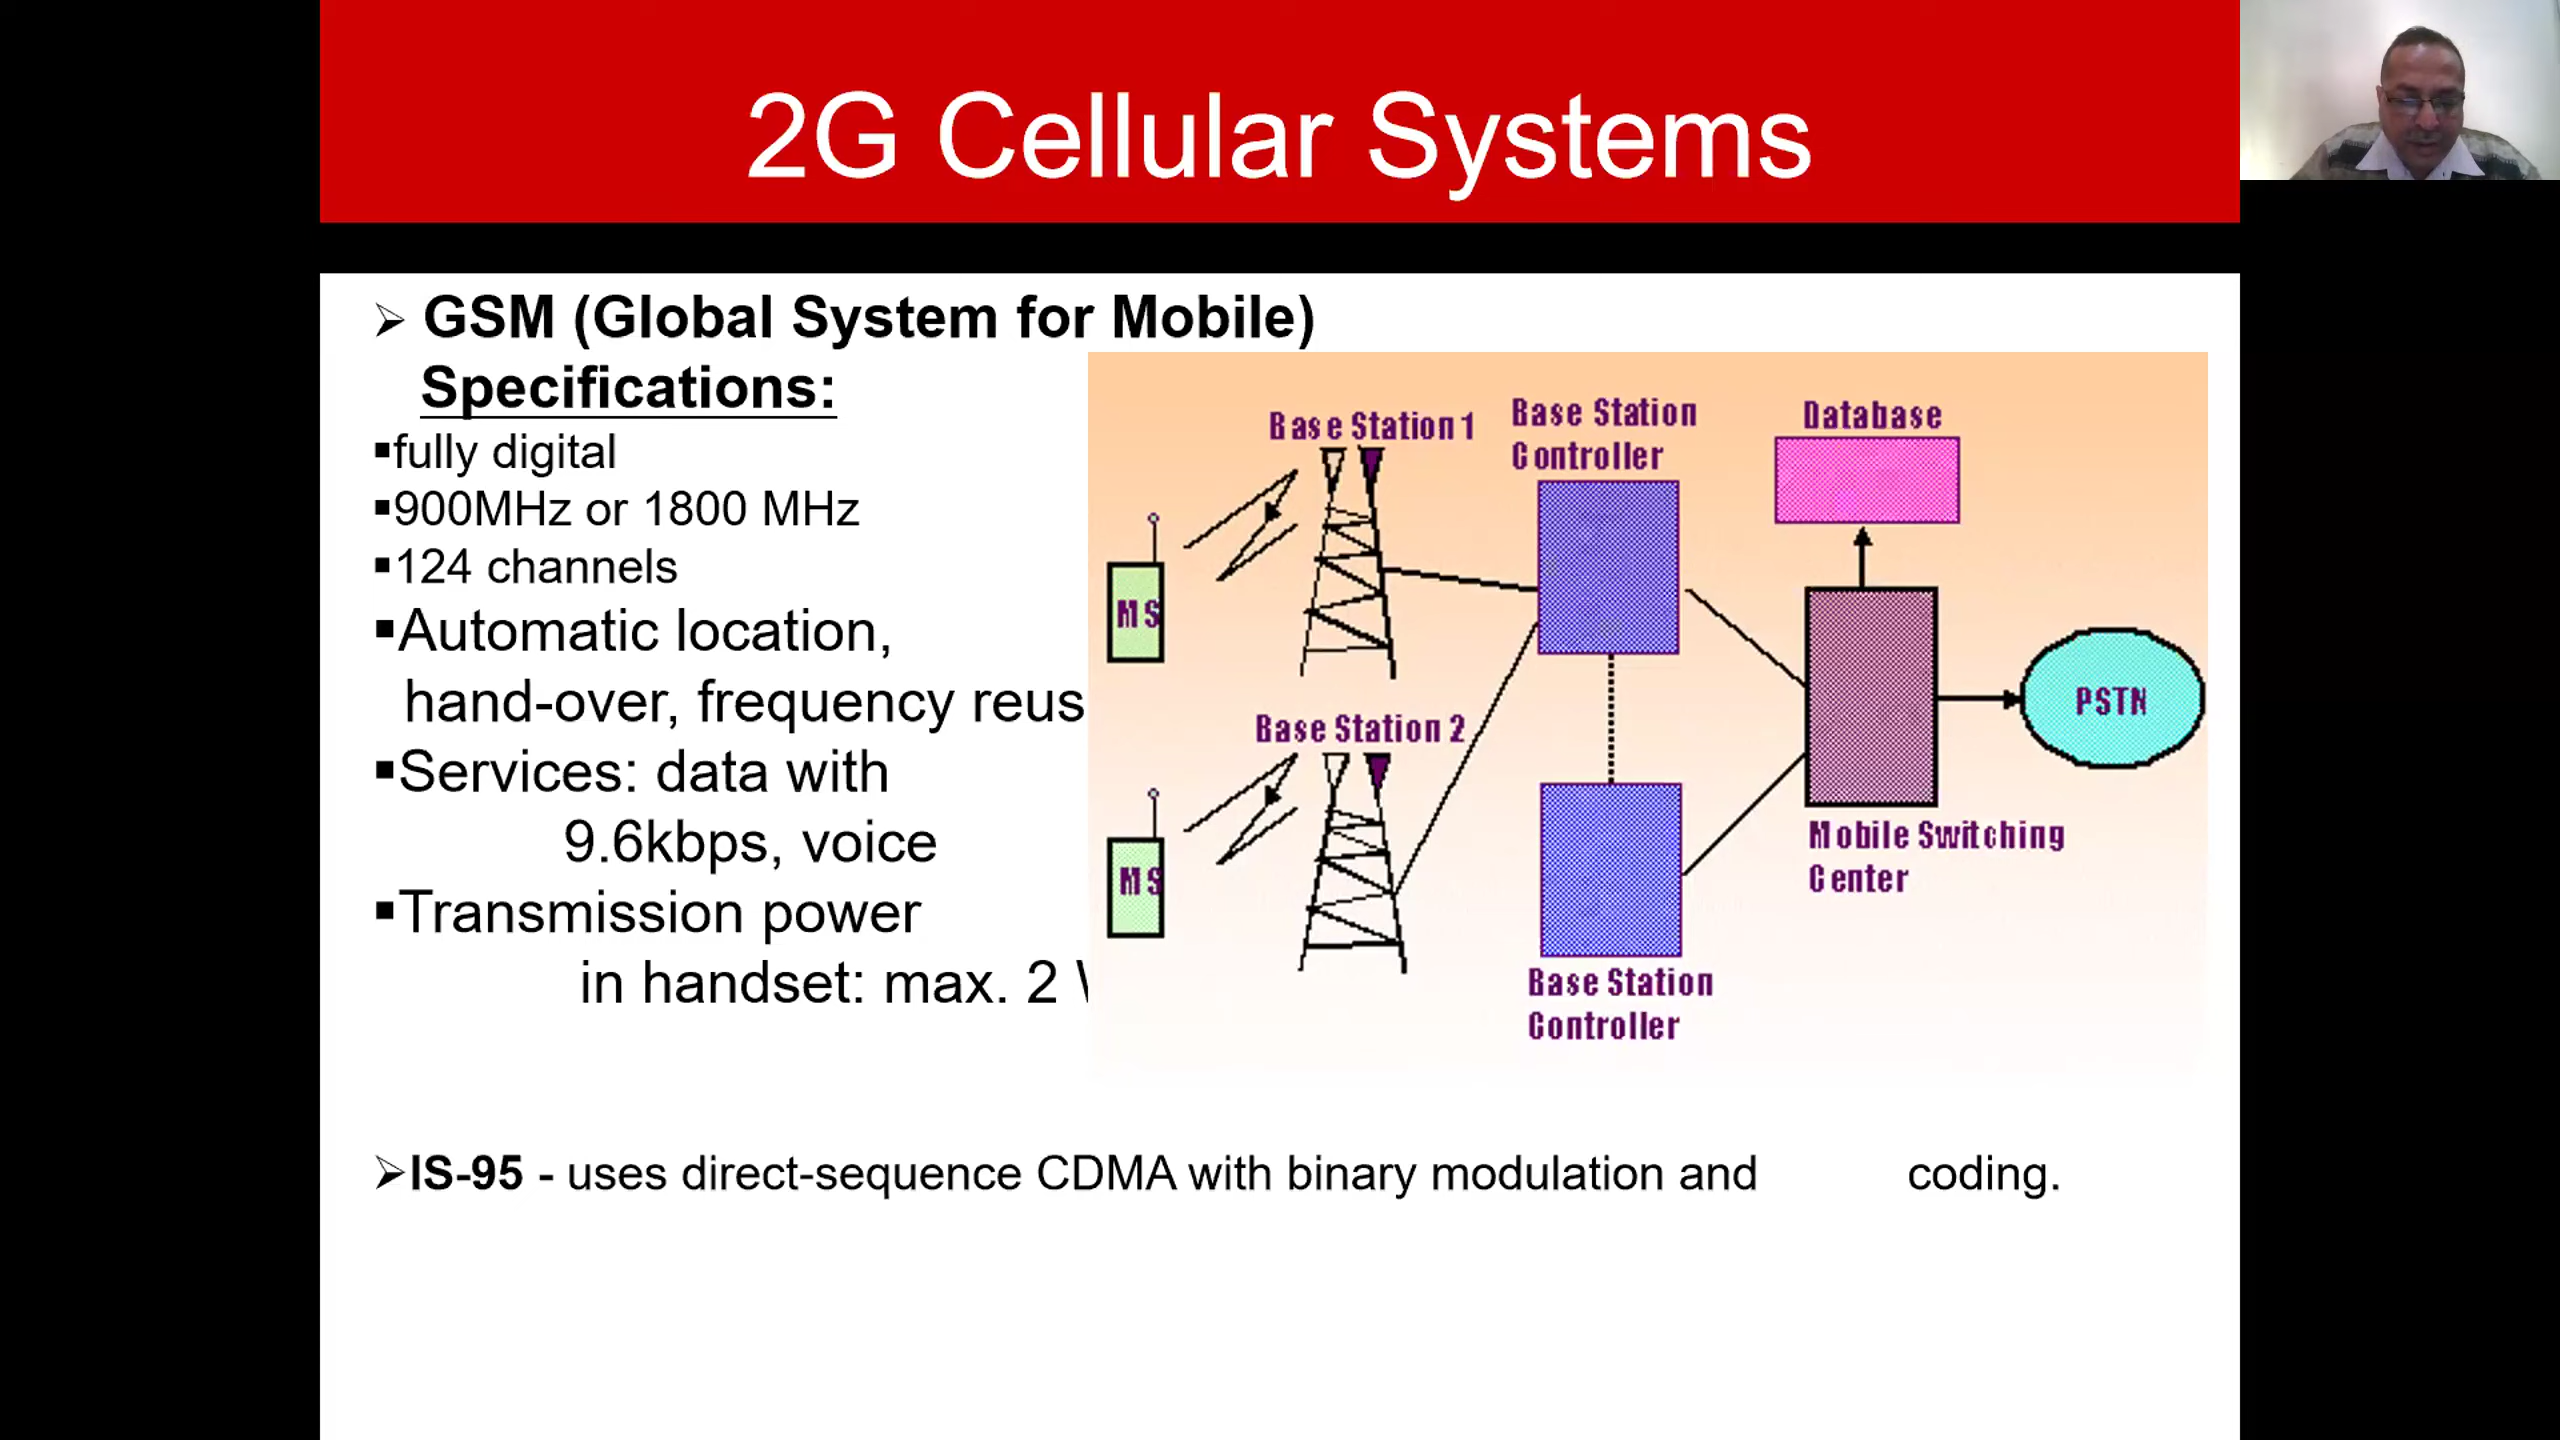 2G Cellular Systems
➢ GSM (Global System for Mobile)
Specifications:
▪fully digital
▪900MHz or 1800 MHz
▪124 channels
▪Automatic location,
hand-over, frequency reus
▪Services: data with
9.6kbps, voice
▪Transmission power
in handset: max. 2
Base Station 1
Base Station
Controller
Database
MS
PSTN
Base Station 2
MS
Mobile Switching
Center
Base Station
Controller
➢IS-95 - uses direct-sequence CDMA with binary modulation and coding.